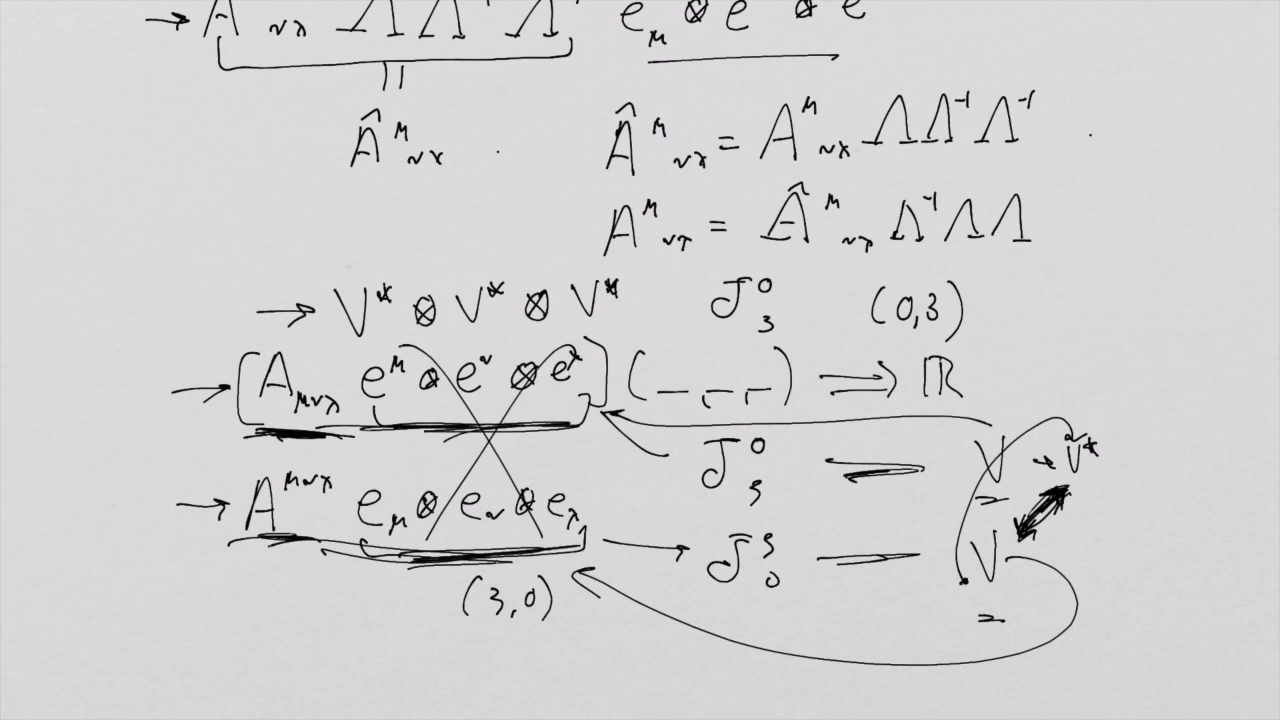 → A νλ Λ Λ⁻¹ Λ⁻¹ e_μ ⊗ e ⊗ e
||
Â^μ_νλ . Â^μ_νλ = A^μ_νλ Λ Λ⁻¹ Λ⁻¹ .
A^μ_νλ = Â^μ_νλ Λ⁻¹ Λ Λ
→ V* ⊗ V* ⊗ V* T^0_3 (0,3)
→ [A_μνλ e^μ ⊗ e^ν ⊗ e^λ] (_,_,_) ⇒ ℝ
T^0_3 — V → V*
→ A^μνλ e_μ ⊗ e_ν ⊗ e_λ → T^3_0 — V
(3,0)